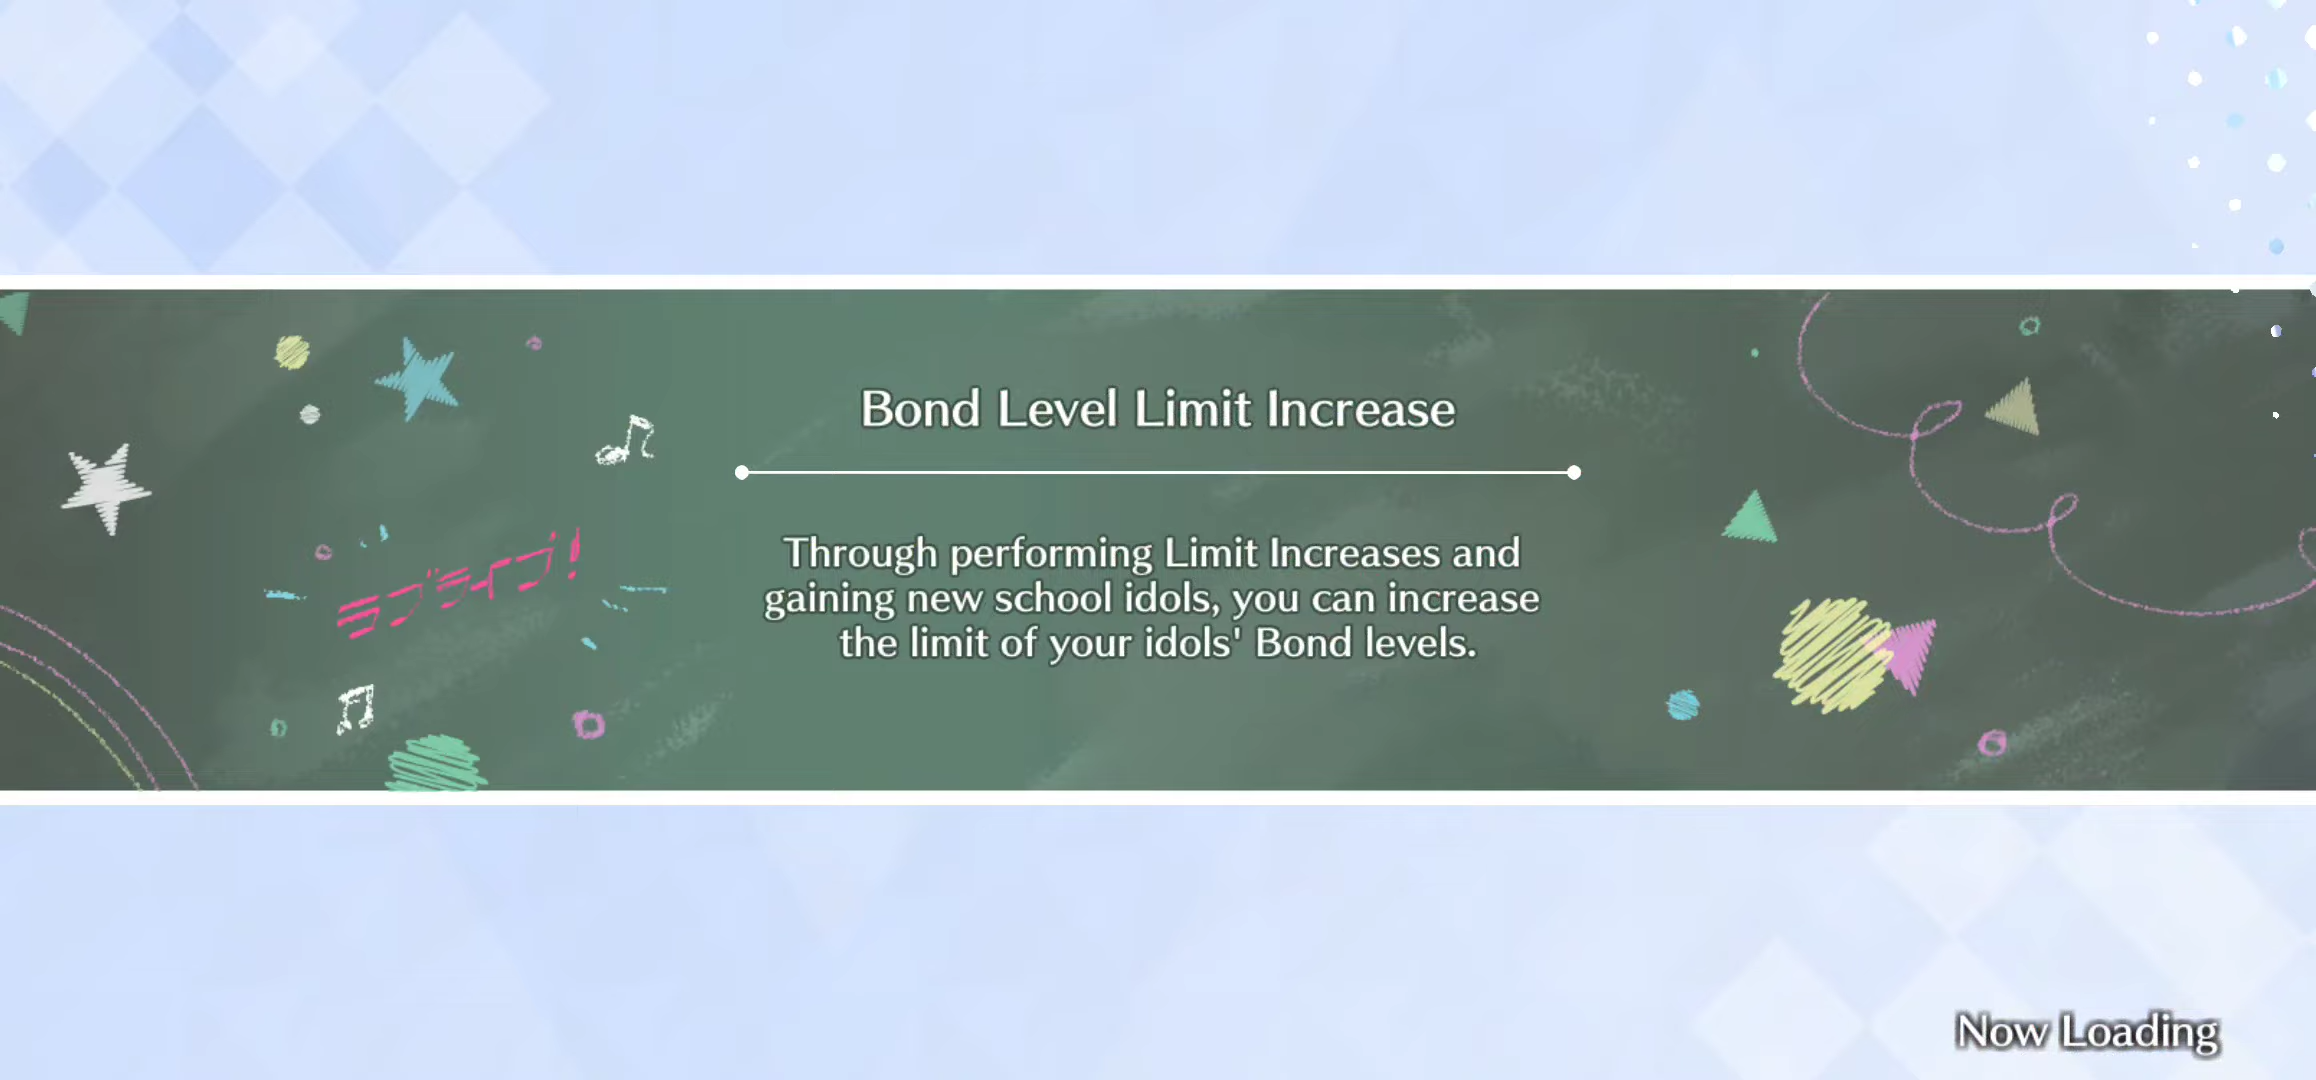 Bond Level Limit Increase
ラブライブ!
Through performing Limit Increases and
gaining new school idols, you can increase
the limit of your idols' Bond levels.
Now Loading